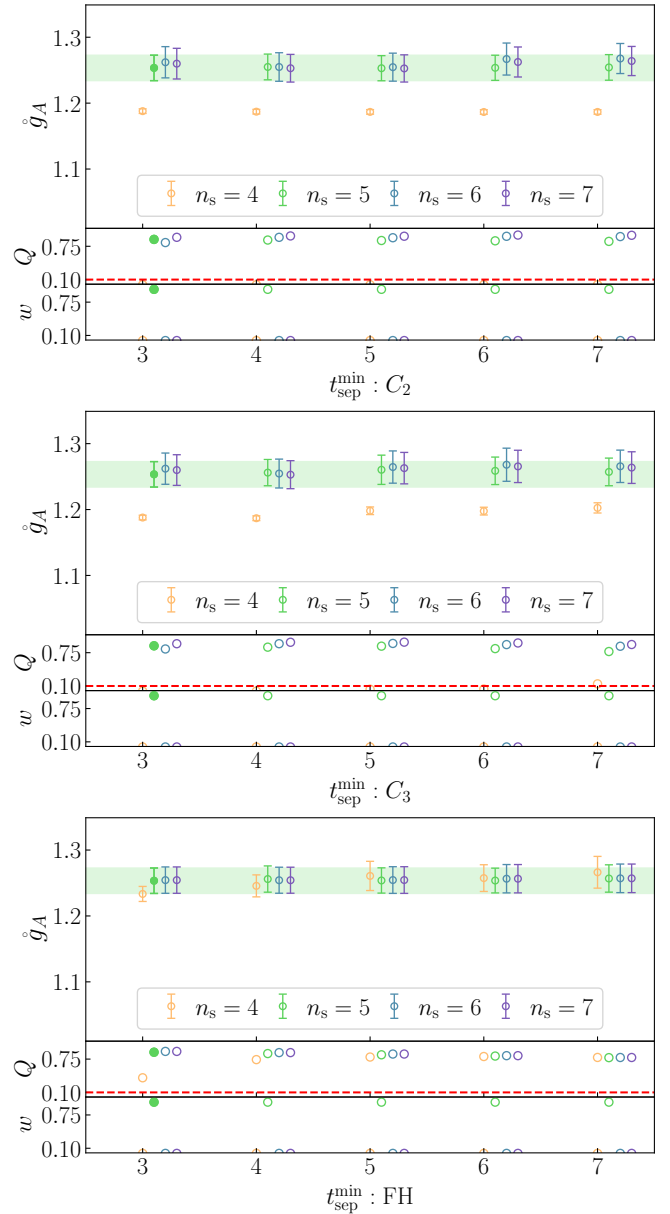 1.3
1.2
1.1
g̊_A
n_s = 4 n_s = 5 n_s = 6 n_s = 7
0.75
0.10
Q
0.75
0.10
w
3 4 5 6 7
t_sep^min : C_2
1.3
1.2
1.1
g̊_A
n_s = 4 n_s = 5 n_s = 6 n_s = 7
0.75
0.10
Q
0.75
0.10
w
3 4 5 6 7
t_sep^min : C_3
1.3
1.2
1.1
g̊_A
n_s = 4 n_s = 5 n_s = 6 n_s = 7
0.75
0.10
Q
0.75
0.10
w
3 4 5 6 7
t_sep^min : FH